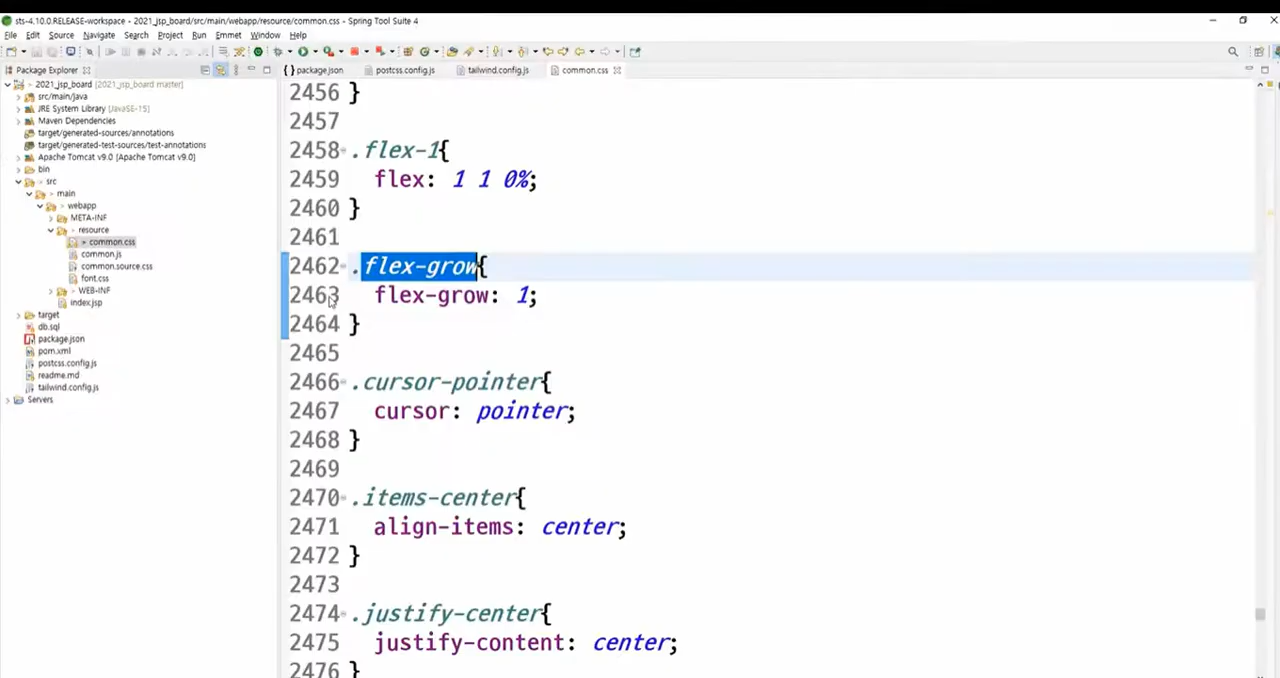 sts-4.10.0.RELEASE-workspace - 2021_jsp_board/src/main/webapp/resource/common.css - Spring Tool Suite 4
File Edit Source Navigate Search Project Run Emmet Window Help
Package Explorer
package.json postcss.config.js tailwind.config.js common.css
2021_jsp_board (2021_jsp_board master)
src/main/java
JRE System Library [JavaSE-15]
Maven Dependencies
target/generated-sources/annotations
target/generated-test-sources/test-annotations
Apache Tomcat v9.0 [Apache Tomcat v9.0]
bin
> src
main
webapp
META-INF
resource
> common.css
common.js
common.source.css
font.css
WEB-INF
index.jsp
target
db.sql
package.json
pom.xml
postcss.config.js
readme.md
tailwind.config.js
Servers
2456 }
2457
2458 .flex-1{
2459 flex: 1 1 0%;
2460 }
2461
2462 .flex-grow{
2463 flex-grow: 1;
2464 }
2465
2466 .cursor-pointer{
2467 cursor: pointer;
2468 }
2469
2470 .items-center{
2471 align-items: center;
2472 }
2473
2474 .justify-center{
2475 justify-content: center;
2476 }